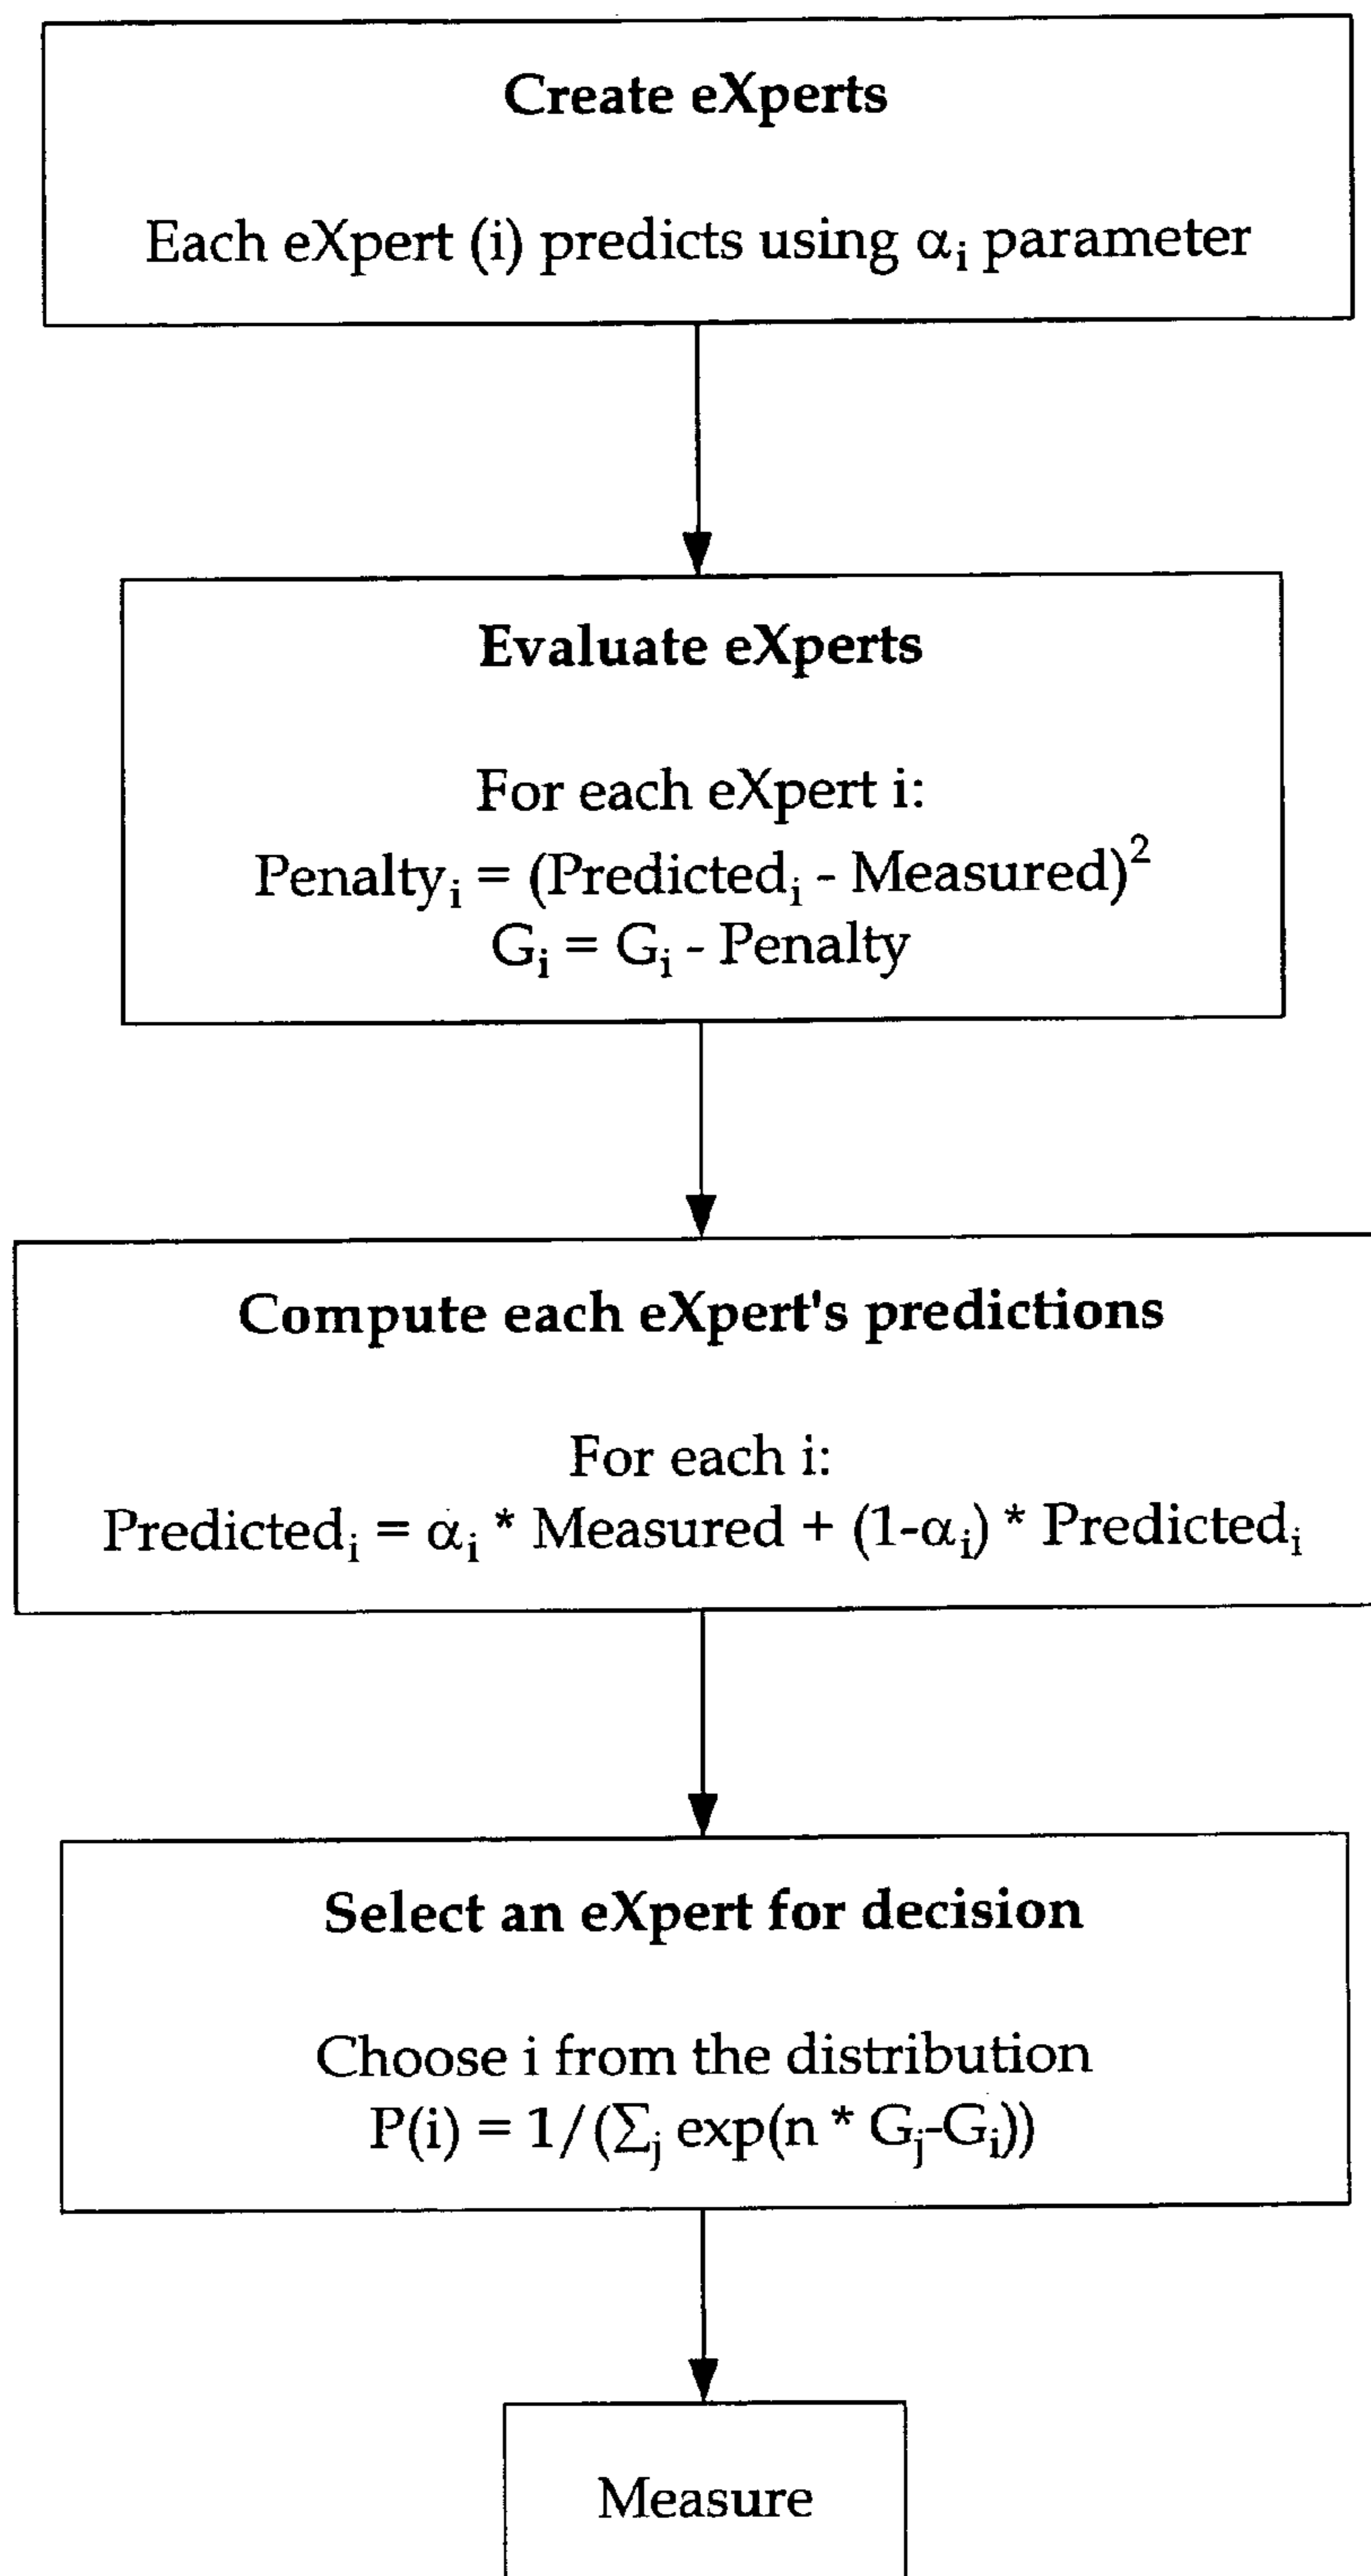 Create eXperts
Each eXpert (i) predicts using αᵢ parameter
Evaluate eXperts
For each eXpert i:
Penaltyᵢ = (Predictedᵢ - Measured)²
Gᵢ = Gᵢ - Penalty
Compute each eXpert's predictions
For each i:
Predictedᵢ = αᵢ * Measured + (1-αᵢ) * Predictedᵢ
Select an eXpert for decision
Choose i from the distribution
P(i) = 1/(∑ⱼ exp(n * Gⱼ-Gᵢ))
Measure